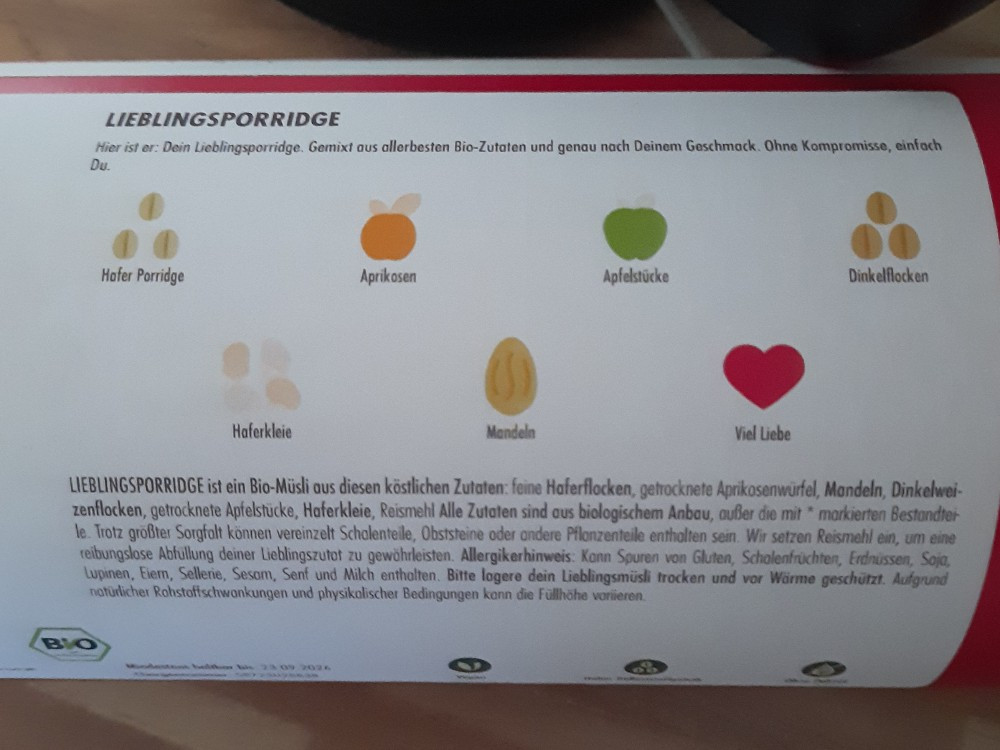 LIEBLINGSPORRIDGE
Hier ist er: Dein Lieblingsporridge. Gemixt aus allerbesten Bio-Zutaten und genau nach Deinem Geschmack. Ohne Kompromisse, einfach
Du.
Hafer Porridge
Aprikosen
Apfelstücke
Dinkelflocken
Haferkleie
Mandeln
Viel Liebe
LIEBLINGSPORRIDGE ist ein Bio-Müsli aus diesen köstlichen Zutaten: feine Haferflocken, getrocknete Aprikosenwürfel, Mandeln, Dinkelwei-
zenflocken, getrocknete Apfelstücke, Haferkleie, Reismehl Alle Zutaten sind aus biologischem Anbau, außer die mit * markierten Bestandtei-
le. Trotz größter Sorgfalt können vereinzelt Schalenteile, Obststeine oder andere Pflanzenteile enthalten sein. Wir setzen Reismehl ein, um eine
reibungslose Abfüllung deiner Lieblingszutat zu gewährleisten. Allergikerhinweis: Kann Spuren von Gluten, Schalenfrüchten, Erdnüssen, Soja,
Lupinen, Eiern, Sellerie, Sesam, Senf und Milch enthalten. Bitte lagere dein Lieblingsmüsli trocken und vor Wärme geschützt. Aufgrund
natürlicher Rohstoffschwankungen und physikalischer Bedingungen kann die Füllhöhe variieren.
BIO
Mindestens haltbar bis: